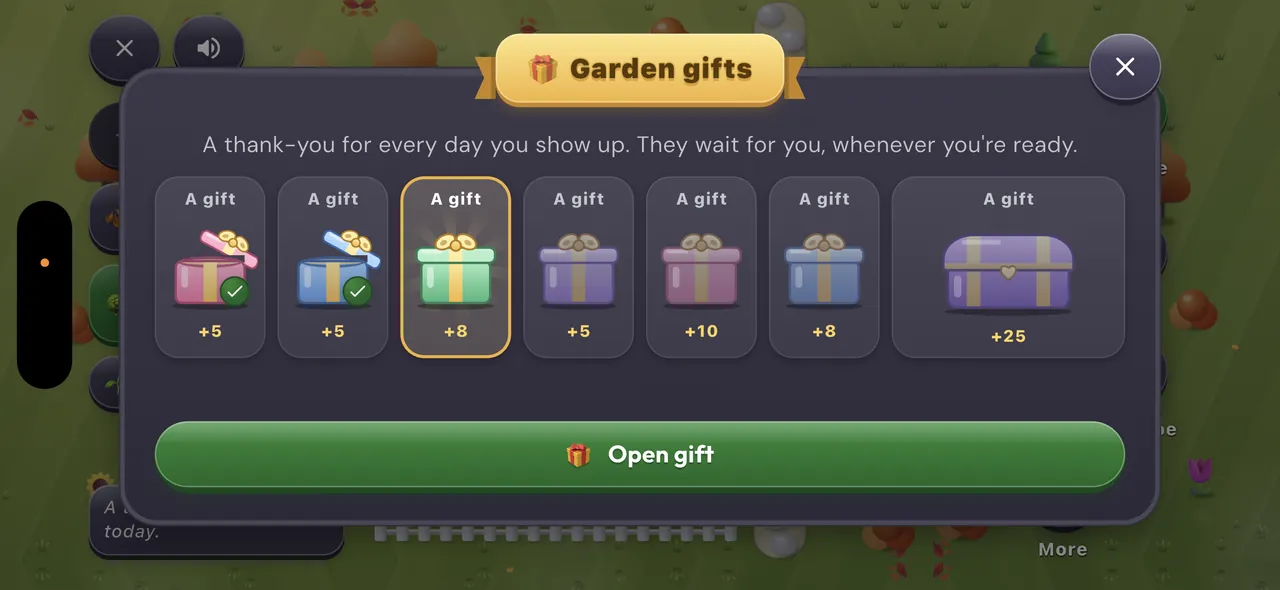 Garden gifts
A thank-you for every day you show up. They wait for you, whenever you're ready.
A gift
+5
A gift
+5
A gift
+8
A gift
+5
A gift
+10
A gift
+8
A gift
+25
Open gift
A
today.
More